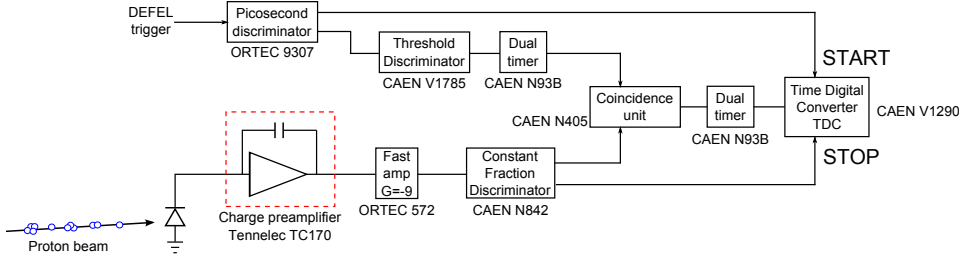 DEFEL
trigger
Picosecond
discriminator
ORTEC 9307
Threshold
Discriminator
CAEN V1785
Dual
timer
CAEN N93B
START
Coincidence
unit
CAEN N405
Dual
timer
CAEN N93B
Time Digital
Converter
TDC
CAEN V1290
STOP
Fast
amp
G=-9
ORTEC 572
Constant
Fraction
Discriminator
CAEN N842
Charge preamplifier
Tennelec TC170
Proton beam